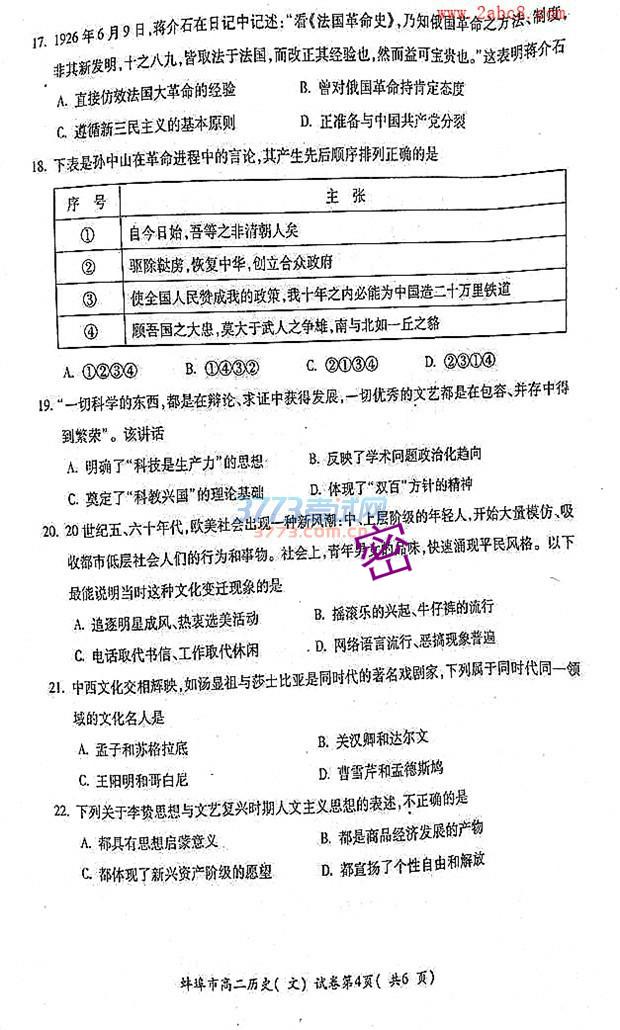 www.2abc8.com
17. 1926年6月9日,蒋介石在日记中记述:“看《法国革命史》,乃知俄国革命之方法、制度,
非其新发明,十之八九,皆取法于法国,而改正其经验也,然而益可宝贵也。”这表明蒋介石
A. 直接仿效法国大革命的经验 B. 曾对俄国革命持肯定态度
C. 遵循新三民主义的基本原则 D. 正准备与中国共产党分裂
18. 下表是孙中山在革命进程中的言论,其产生先后顺序排列正确的是
序 号 主 张
① 自今日始,吾等之非清朝人矣
② 驱除鞑虏,恢复中华,创立合众政府
③ 使全国人民赞成我的政策,我十年之内必能为中国造二十万里铁道
④ 顾吾国之大患,莫大于武人之争雄,南与北如一丘之貉
A. ①②③④ B. ①④③② C. ②①③④ D. ②③①④
19. “一切科学的东西,都是在辩论、求证中获得发展,一切优秀的文艺都是在包容、并存中得
到繁荣”。该讲话
A. 明确了“科技是生产力”的思想 B. 反映了学术问题政治化趋向
C. 奠定了“科教兴国”的理论基础 D. 体现了“双百”方针的精神
3773考试网
3773.com.cn
20. 20世纪五、六十年代,欧美社会出现一种新风潮:中、上层阶级的年轻人,开始大量模仿、吸
收都市低层社会人们的行为和事物。社会上,青年男女的品味,快速涌现平民风格。以下
密
最能说明当时这种文化变迁现象的是
A. 追逐明星成风、热衷选美活动 B. 摇滚乐的兴起、牛仔裤的流行
C. 电话取代书信、工作取代休闲 D. 网络语言流行、恶搞现象普遍
21. 中西文化交相辉映,如汤显祖与莎士比亚是同时代的著名戏剧家,下列属于同时代同一领
域的文化名人是
A. 孟子和苏格拉底 B. 关汉卿和达尔文
C. 王阳明和哥白尼 D. 曹雪芹和孟德斯鸠
22. 下列关于李贽思想与文艺复兴时期人文主义思想的表述,不正确的是
A. 都具有思想启蒙意义 B. 都是商品经济发展的产物
C. 都体现了新兴资产阶级的愿望 D. 都宣扬了个性自由和解放
蚌埠市高二历史(文)试卷第4页(共6页)